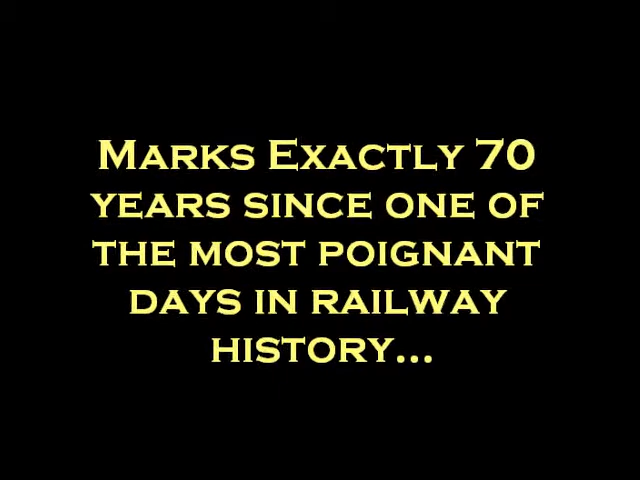 Marks Exactly 70
years since one of
the most poignant
days in railway
history...